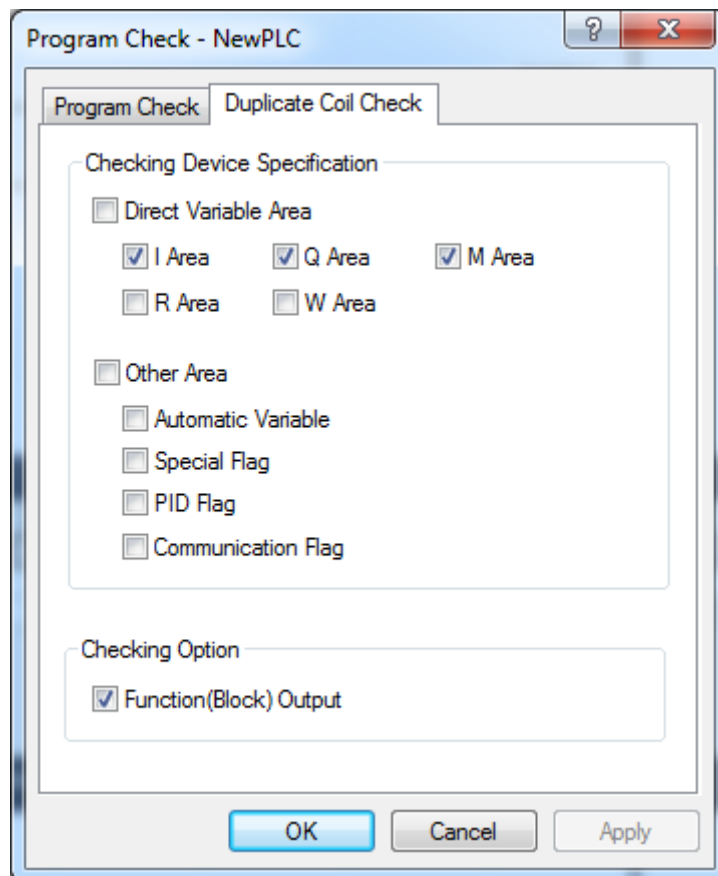 Program Check - NewPLC
Program Check Duplicate Coil Check
Checking Device Specification
Direct Variable Area
I Area Q Area M Area
R Area W Area
Other Area
Automatic Variable
Special Flag
PID Flag
Communication Flag
Checking Option
Function(Block) Output
OK Cancel Apply